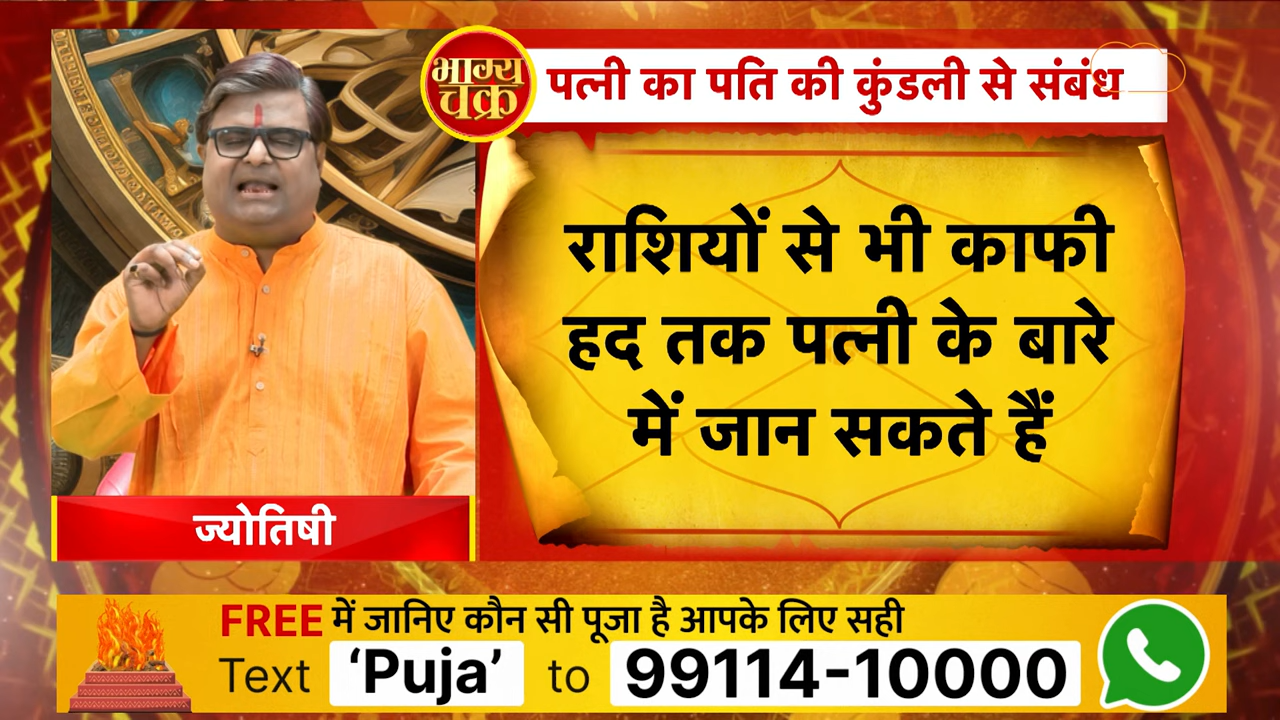 भाग्य
चक्र
पत्नी का पति की कुंडली से संबंध
राशियों से भी काफी
हद तक पत्नी के बारे
में जान सकते हैं
ज्योतिषी
FREE में जानिए कौन सी पूजा है आपके लिए सही
Text ‘Puja’ to 99114-10000